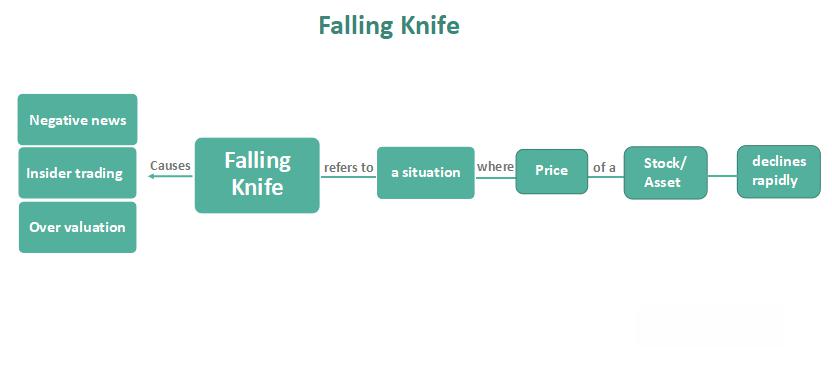 Falling Knife
Negative news
Insider trading
Over valuation
Causes
Falling
Knife
refers to
a situation
where
Price
of a
Stock/
Asset
declines
rapidly